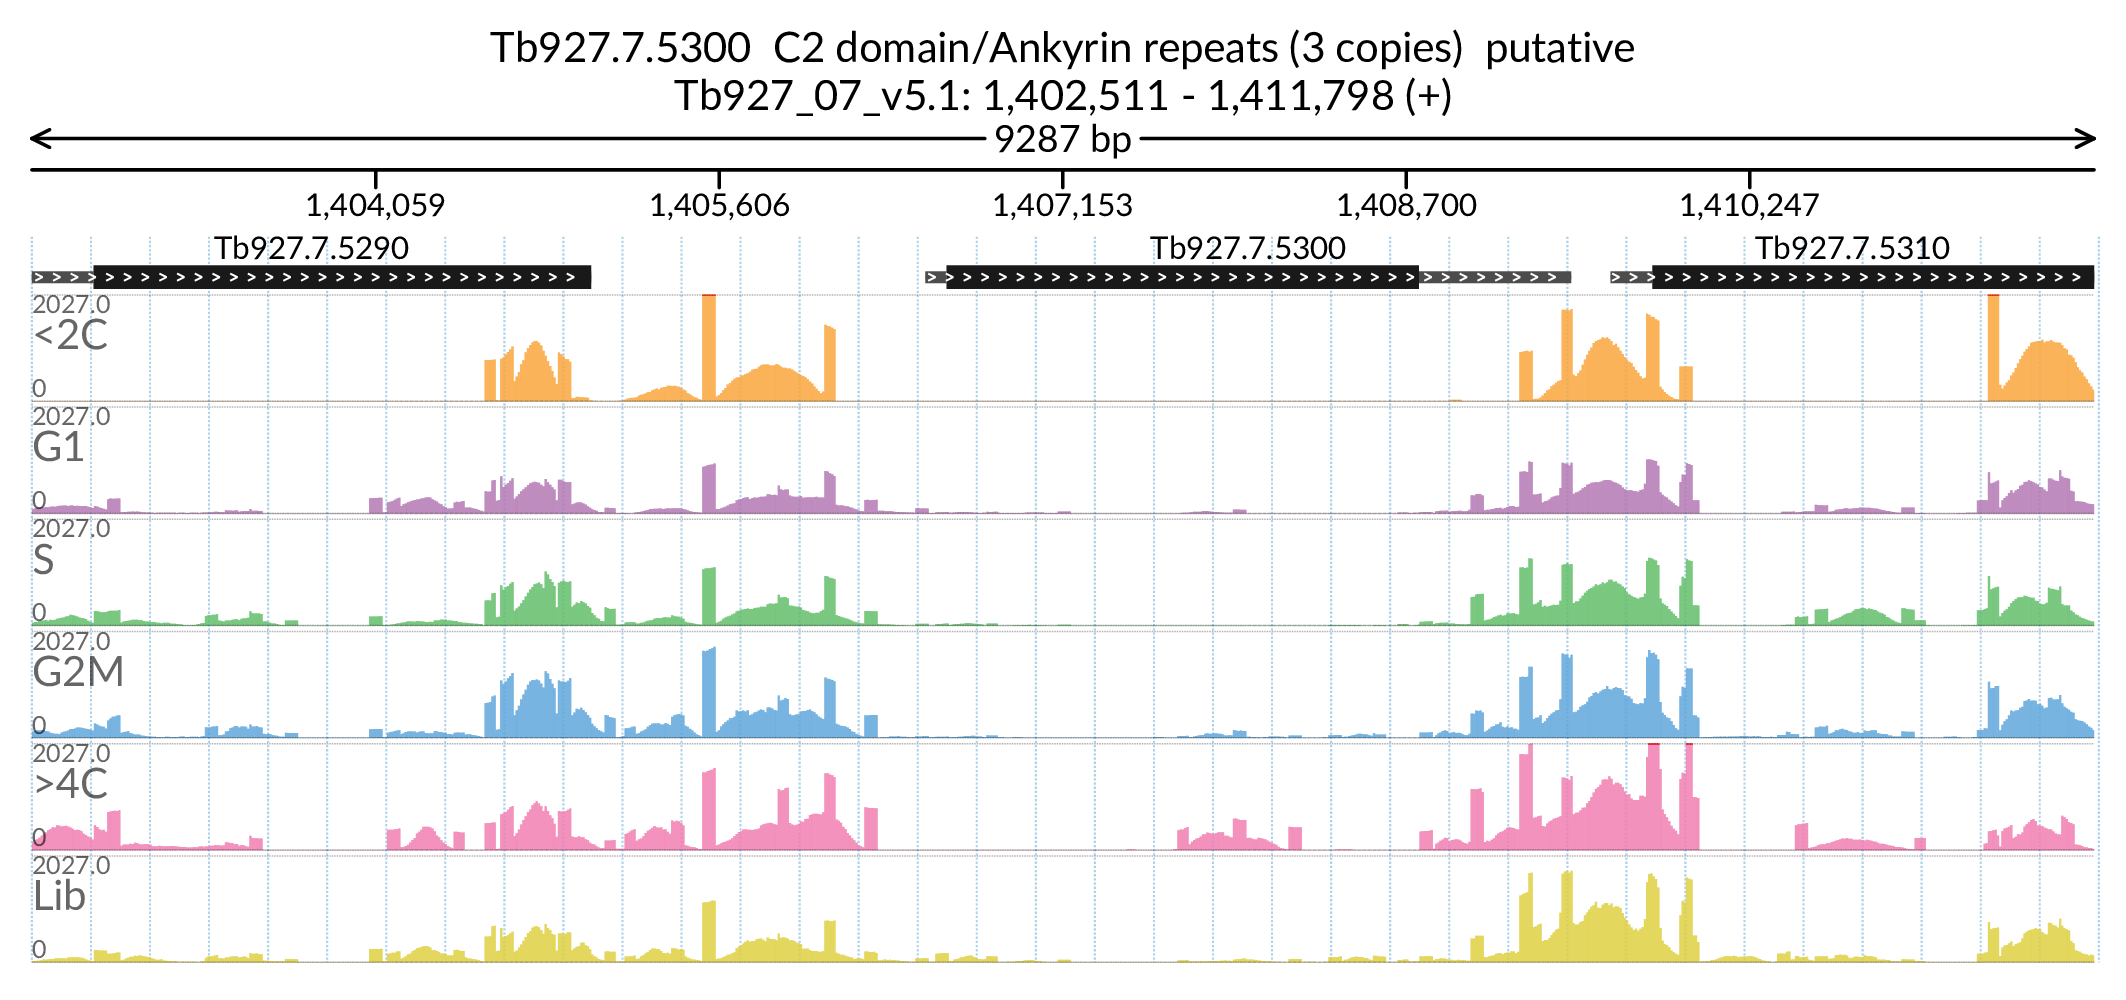 Tb927.7.5300  C2 domain/Ankyrin repeats (3 copies)  putative
Tb927_07_v5.1: 1,402,511 - 1,411,798 (+)
9287 bp
1,404,059 1,405,606 1,407,153 1,408,700 1,410,247
Tb927.7.5290 Tb927.7.5300 Tb927.7.5310
2027.0
<2C
0
2027.0
G1
0
2027.0
S
0
2027.0
G2M
0
2027.0
>4C
0
2027.0
Lib
0